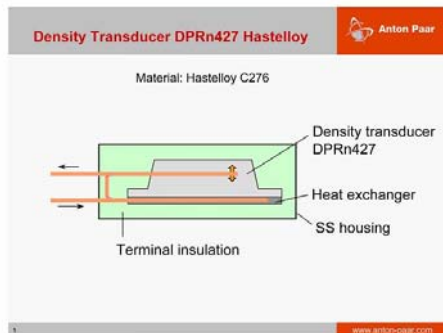 Density Transducer DPRn427 Hastelloy
Anton Paar
Material: Hastelloy C276
Density transducer
DPRn427
Heat exchanger
SS housing
Terminal insulation
1
www.anton-paar.com